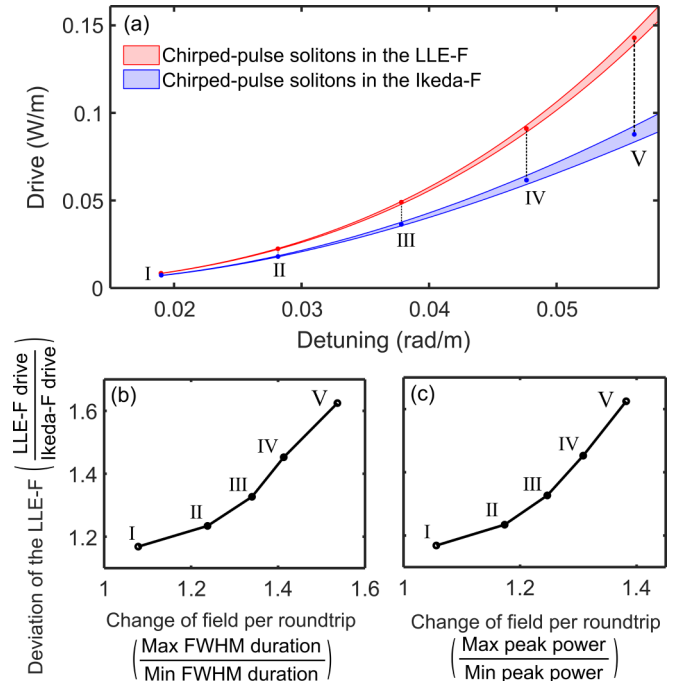 (a)
Chirped-pulse solitons in the LLE-F
Chirped-pulse solitons in the Ikeda-F
Drive (W/m)
0.15
0.1
0.05
0
I
II
III
IV
V
0.02
0.03
0.04
0.05
Detuning (rad/m)
Deviation of the LLE-F (LLE-F drive / Ikeda-F drive)
(b)
1.6
1.4
1.2
I
II
III
IV
V
1
1.2
1.4
1.6
Change of field per roundtrip
(Max FWHM duration
Min FWHM duration)
(c)
I
II
III
IV
V
1
1.2
1.4
Change of field per roundtrip
(Max peak power
Min peak power)